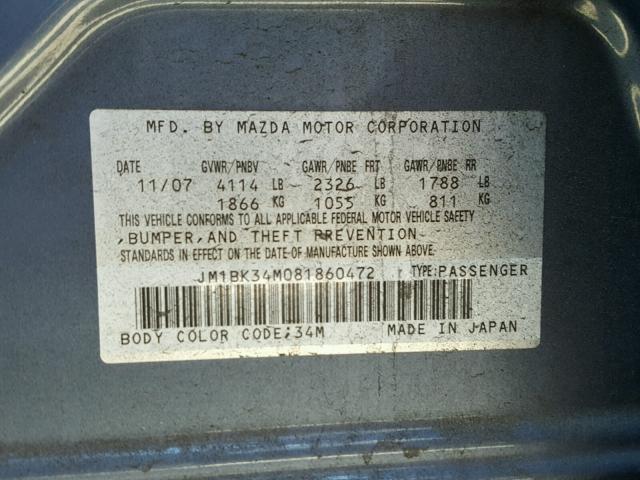 MFD. BY MAZDA MOTOR CORPORATION
DATE GVWR/PNBV GAWR/PNBE FRT GAWR/PNBE RR
11/07 4114 LB 2326 LB 1788 LB
1866 KG 1055 KG 811 KG
THIS VEHICLE CONFORMS TO ALL APPLICABLE FEDERAL MOTOR VEHICLE SAFETY
,BUMPER,AND THEFT PREVENTION
STANDARDS IN EFFECT ON THE DATE OF MANUFACTURE SHOWN ABOVE.
JM1BK34M081860472 TYPE:PASSENGER
BODY COLOR CODE;34M MADE IN JAPAN